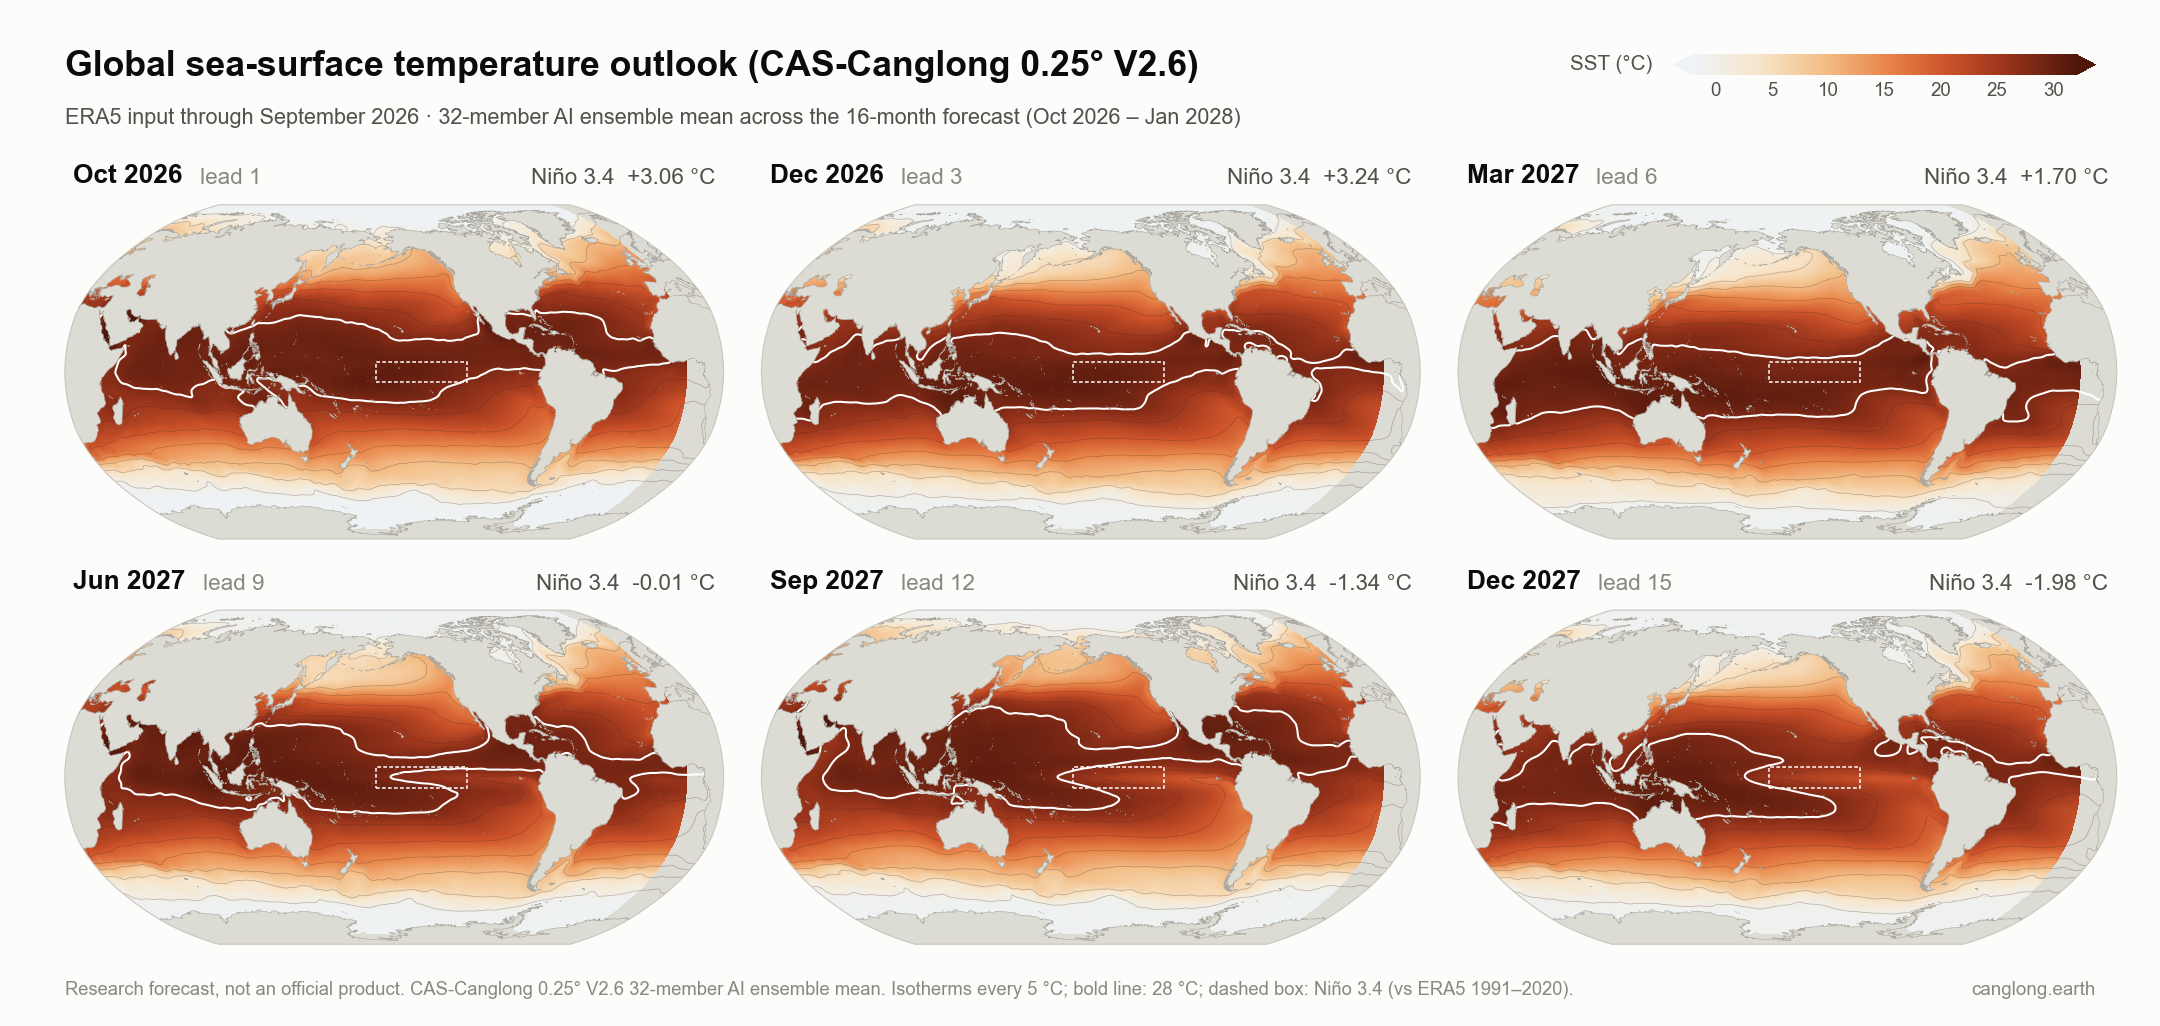 Global sea-surface temperature outlook (CAS-Canglong 0.25° V2.6)
SST (°C)
0 5 10 15 20 25 30
ERA5 input through September 2026 · 32-member AI ensemble mean across the 16-month forecast (Oct 2026 – Jan 2028)
Oct 2026 lead 1 Niño 3.4 +3.06 °C
Dec 2026 lead 3 Niño 3.4 +3.24 °C
Mar 2027 lead 6 Niño 3.4 +1.70 °C
Jun 2027 lead 9 Niño 3.4 -0.01 °C
Sep 2027 lead 12 Niño 3.4 -1.34 °C
Dec 2027 lead 15 Niño 3.4 -1.98 °C
Research forecast, not an official product. CAS-Canglong 0.25° V2.6 32-member AI ensemble mean. Isotherms every 5 °C; bold line: 28 °C; dashed box: Niño 3.4 (vs ERA5 1991–2020).
canglong.earth